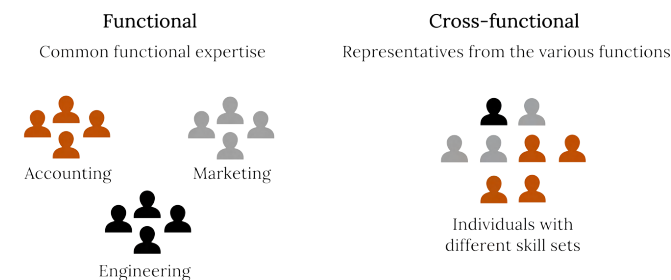 Functional
Common functional expertise
Accounting
Marketing
Engineering
Cross-functional
Representatives from the various functions
Individuals with
different skill sets